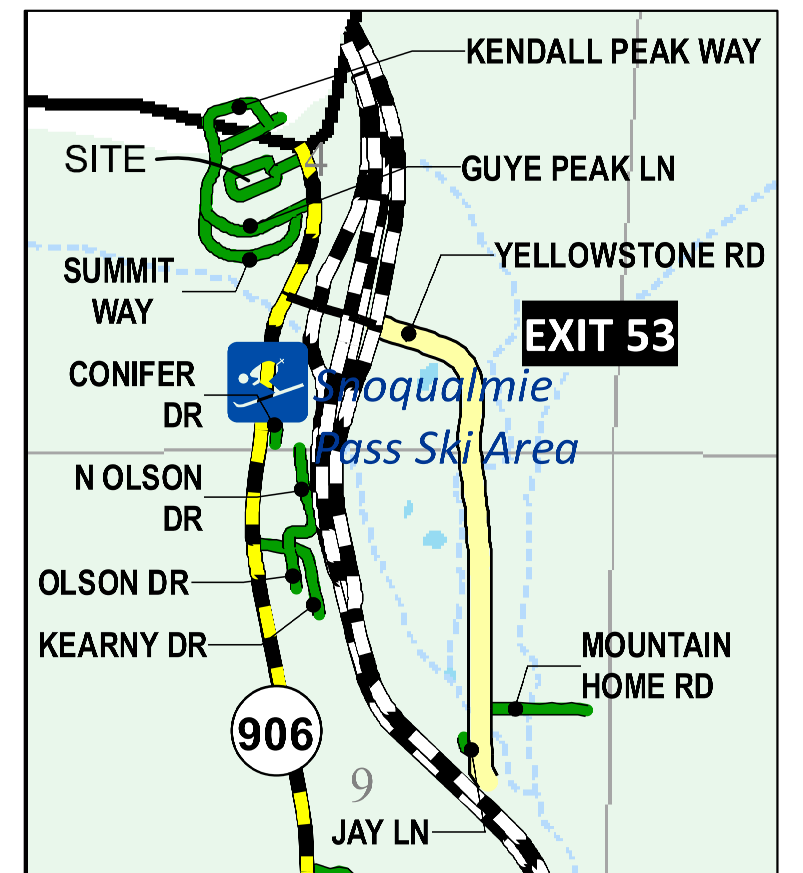 KENDALL PEAK WAY
4
SITE
GUYE PEAK LN
YELLOWSTONE RD
SUMMIT
WAY
EXIT 53
CONIFER
DR
Snoqualmie
Pass Ski Area
N OLSON
DR
OLSON DR
KEARNY DR
MOUNTAIN
HOME RD
906
9
JAY LN